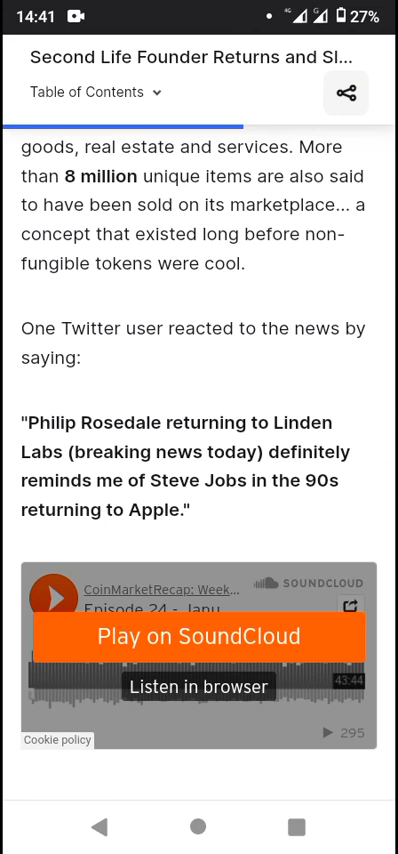 14:41
4G
G
27%
Second Life Founder Returns and Sl...
Table of Contents
goods, real estate and services. More
than 8 million unique items are also said
to have been sold on its marketplace... a
concept that existed long before non-
fungible tokens were cool.
One Twitter user reacted to the news by
saying:
"Philip Rosedale returning to Linden
Labs (breaking news today) definitely
reminds me of Steve Jobs in the 90s
returning to Apple."
CoinMarketRecap: Week...
SOUNDCLOUD
Episode 24 - Janu
Play on SoundCloud
Listen in browser
43:44
Cookie policy
295